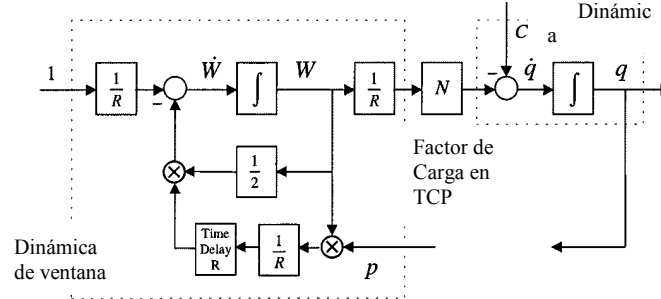 Dinámic
C a
1
1
R
Ẇ
∫
W
1
R
N
q̇
∫
q
1
2
Factor de
Carga en
TCP
Time
Delay
R
1
R
p
Dinámica
de ventana